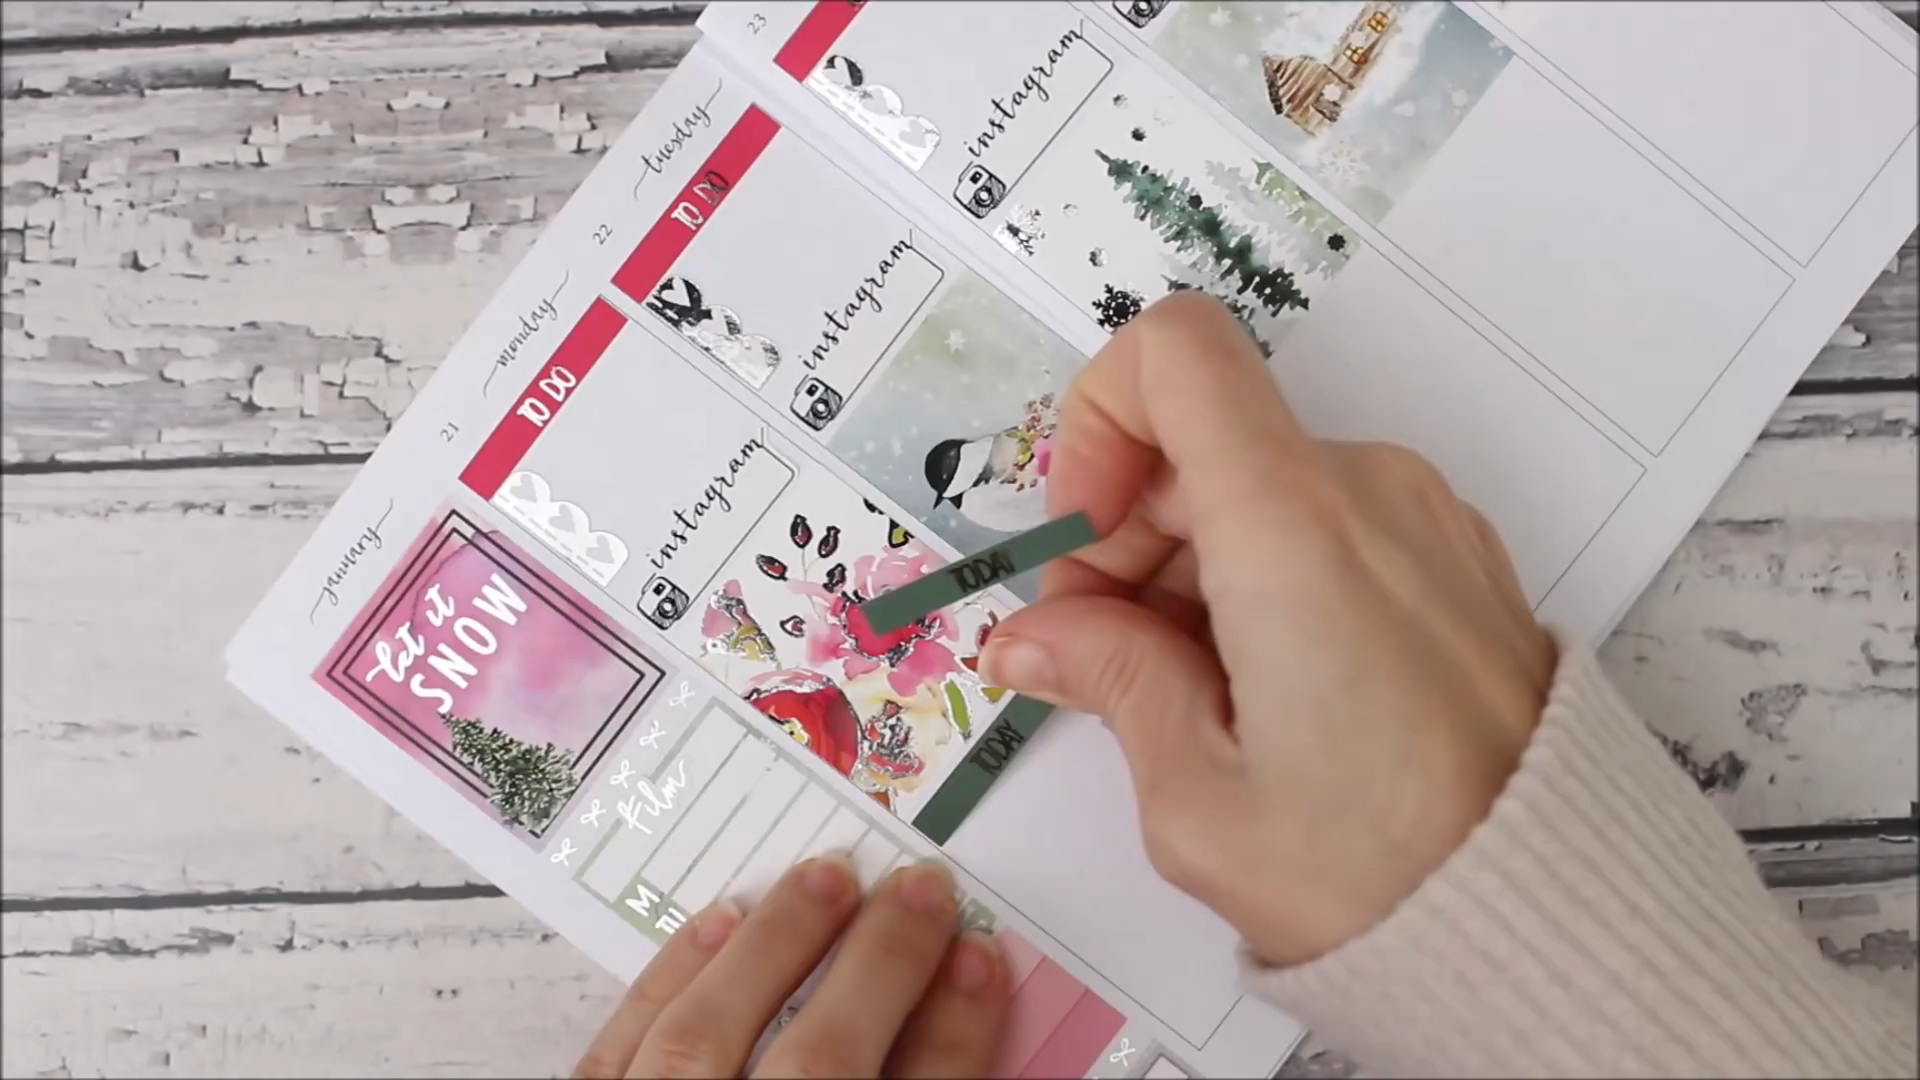 january
let it
SNOW
film
M
TU
21
monday
TO DO
instagram
TODAY
TODAY
22
tuesday
TO DO
instagram
23
instagram